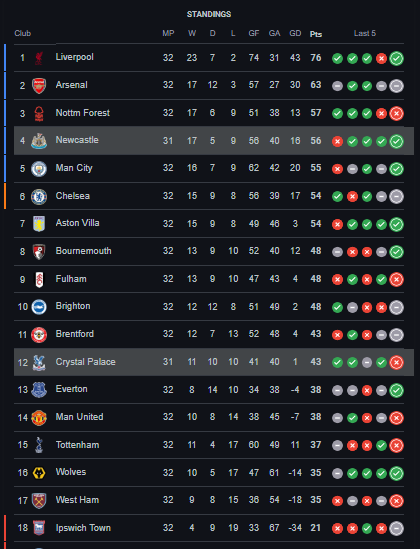 STANDINGS
Club MP W D L GF GA GD Pts Last 5
1 Liverpool 32 23 7 2 74 31 43 76
2 Arsenal 32 17 12 3 57 27 30 63
3 Nottm Forest 32 17 6 9 51 38 13 57
4 Newcastle 31 17 5 9 56 40 16 56
5 Man City 32 16 7 9 62 42 20 55
6 Chelsea 32 15 9 8 56 39 17 54
7 Aston Villa 32 15 9 8 49 46 3 54
8 Bournemouth 32 13 9 10 52 40 12 48
9 Fulham 32 13 9 10 47 43 4 48
10 Brighton 32 12 12 8 51 49 2 48
11 Brentford 32 12 7 13 52 48 4 43
12 Crystal Palace 31 11 10 10 41 40 1 43
13 Everton 32 8 14 10 34 38 -4 38
14 Man United 32 10 8 14 38 45 -7 38
15 Tottenham 32 11 4 17 60 49 11 37
16 Wolves 32 10 5 17 47 61 -14 35
17 West Ham 32 9 8 15 36 54 -18 35
18 Ipswich Town 32 4 9 19 33 67 -34 21